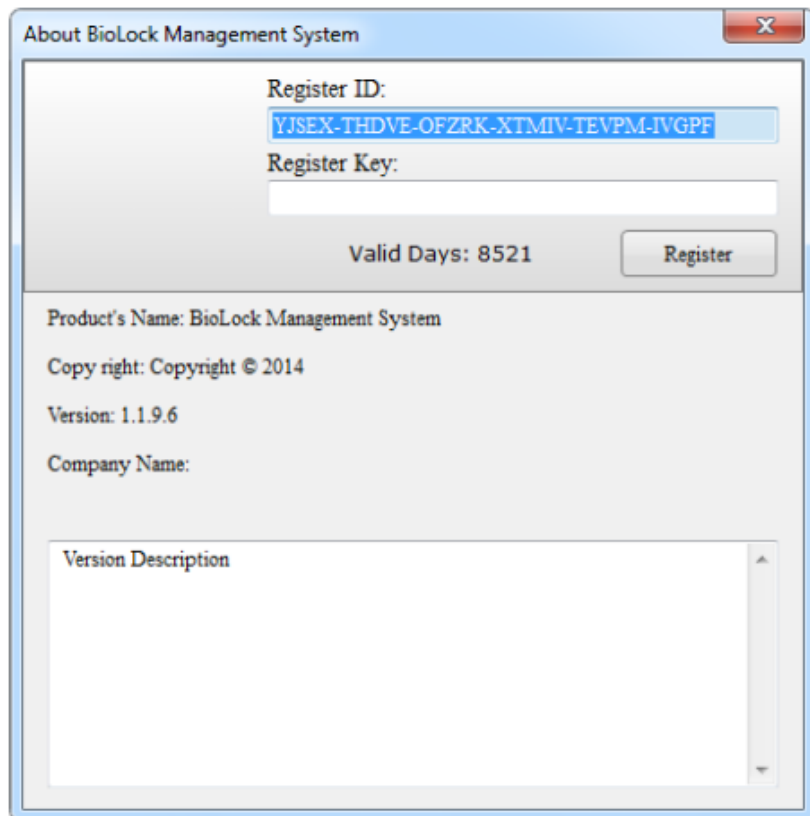 About BioLock Management System
Register ID:
YJSEX-THDVE-OFZRK-XTMIV-TEVPM-IVGPF
Register Key:
Valid Days: 8521
Register
Product's Name: BioLock Management System
Copy right: Copyright © 2014
Version: 1.1.9.6
Company Name:
Version Description